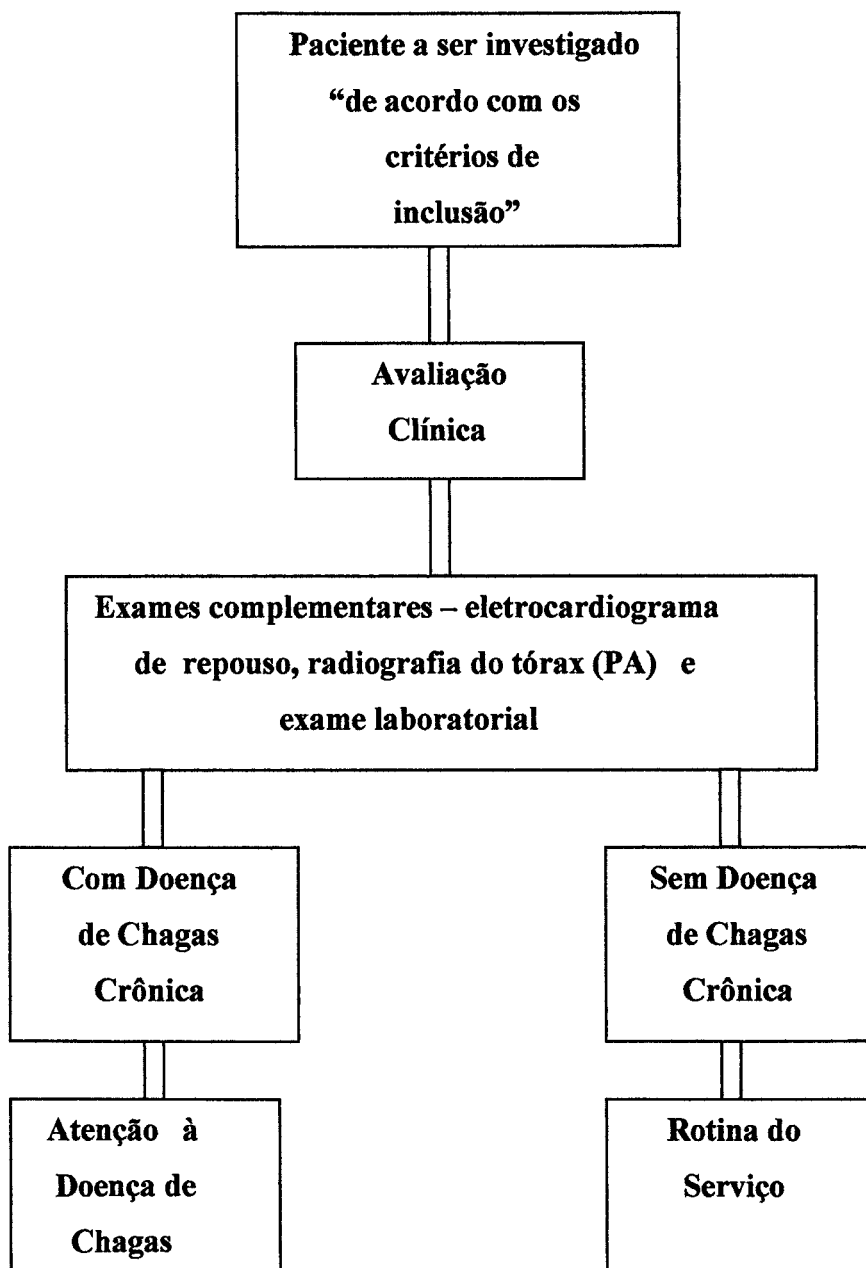 Paciente a ser investigado
“de acordo com os
critérios de
inclusão”
Avaliação
Clínica
Exames complementares – eletrocardiograma
de repouso, radiografia do tórax (PA) e
exame laboratorial
Com Doença
de Chagas
Crônica
Sem Doença
de Chagas
Crônica
Atenção à
Doença de
Chagas
Rotina do
Serviço